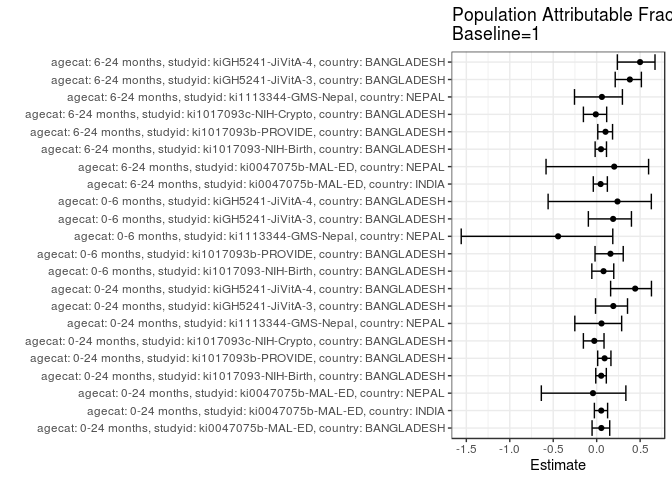 Population Attributable Frac
Baseline=1
agecat: 6-24 months, studyid: kiGH5241-JiVitA-4, country: BANGLADESH
agecat: 6-24 months, studyid: kiGH5241-JiVitA-3, country: BANGLADESH
agecat: 6-24 months, studyid: ki1113344-GMS-Nepal, country: NEPAL
agecat: 6-24 months, studyid: ki1017093c-NIH-Crypto, country: BANGLADESH
agecat: 6-24 months, studyid: ki1017093b-PROVIDE, country: BANGLADESH
agecat: 6-24 months, studyid: ki1017093-NIH-Birth, country: BANGLADESH
agecat: 6-24 months, studyid: ki0047075b-MAL-ED, country: NEPAL
agecat: 6-24 months, studyid: ki0047075b-MAL-ED, country: INDIA
agecat: 0-6 months, studyid: kiGH5241-JiVitA-4, country: BANGLADESH
agecat: 0-6 months, studyid: kiGH5241-JiVitA-3, country: BANGLADESH
agecat: 0-6 months, studyid: ki1113344-GMS-Nepal, country: NEPAL
agecat: 0-6 months, studyid: ki1017093b-PROVIDE, country: BANGLADESH
agecat: 0-6 months, studyid: ki1017093-NIH-Birth, country: BANGLADESH
agecat: 0-24 months, studyid: kiGH5241-JiVitA-4, country: BANGLADESH
agecat: 0-24 months, studyid: kiGH5241-JiVitA-3, country: BANGLADESH
agecat: 0-24 months, studyid: ki1113344-GMS-Nepal, country: NEPAL
agecat: 0-24 months, studyid: ki1017093c-NIH-Crypto, country: BANGLADESH
agecat: 0-24 months, studyid: ki1017093b-PROVIDE, country: BANGLADESH
agecat: 0-24 months, studyid: ki1017093-NIH-Birth, country: BANGLADESH
agecat: 0-24 months, studyid: ki0047075b-MAL-ED, country: NEPAL
agecat: 0-24 months, studyid: ki0047075b-MAL-ED, country: INDIA
agecat: 0-24 months, studyid: ki0047075b-MAL-ED, country: BANGLADESH
-1.5 -1.0 -0.5 0.0 0.5
Estimate